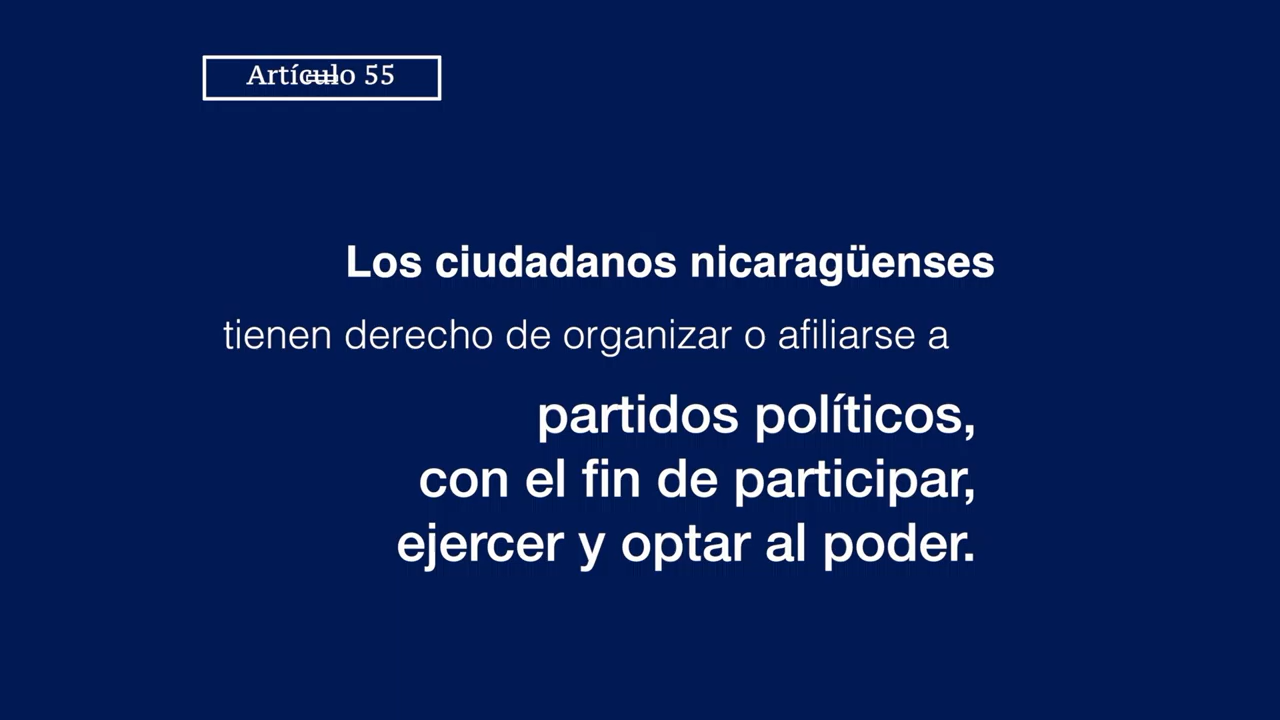 Artículo 55
Los ciudadanos nicaragüenses
tienen derecho de organizar o afiliarse a
partidos políticos,
con el fin de participar,
ejercer y optar al poder.